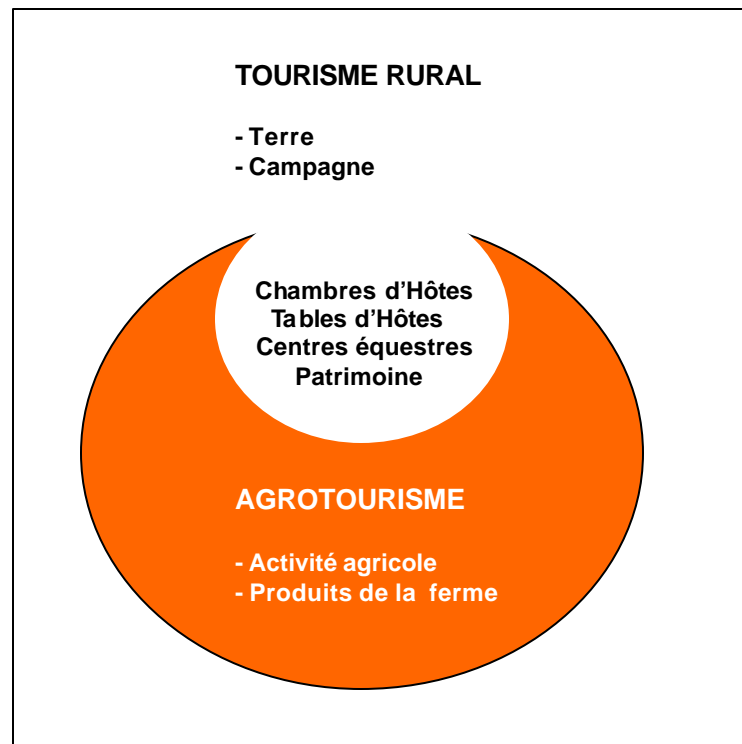 TOURISME RURAL
- Terre
- Campagne
Chambres d’Hôtes
Tables d’Hôtes
Centres équestres
Patrimoine
AGROTOURISME
- Activité agricole
- Produits de la ferme